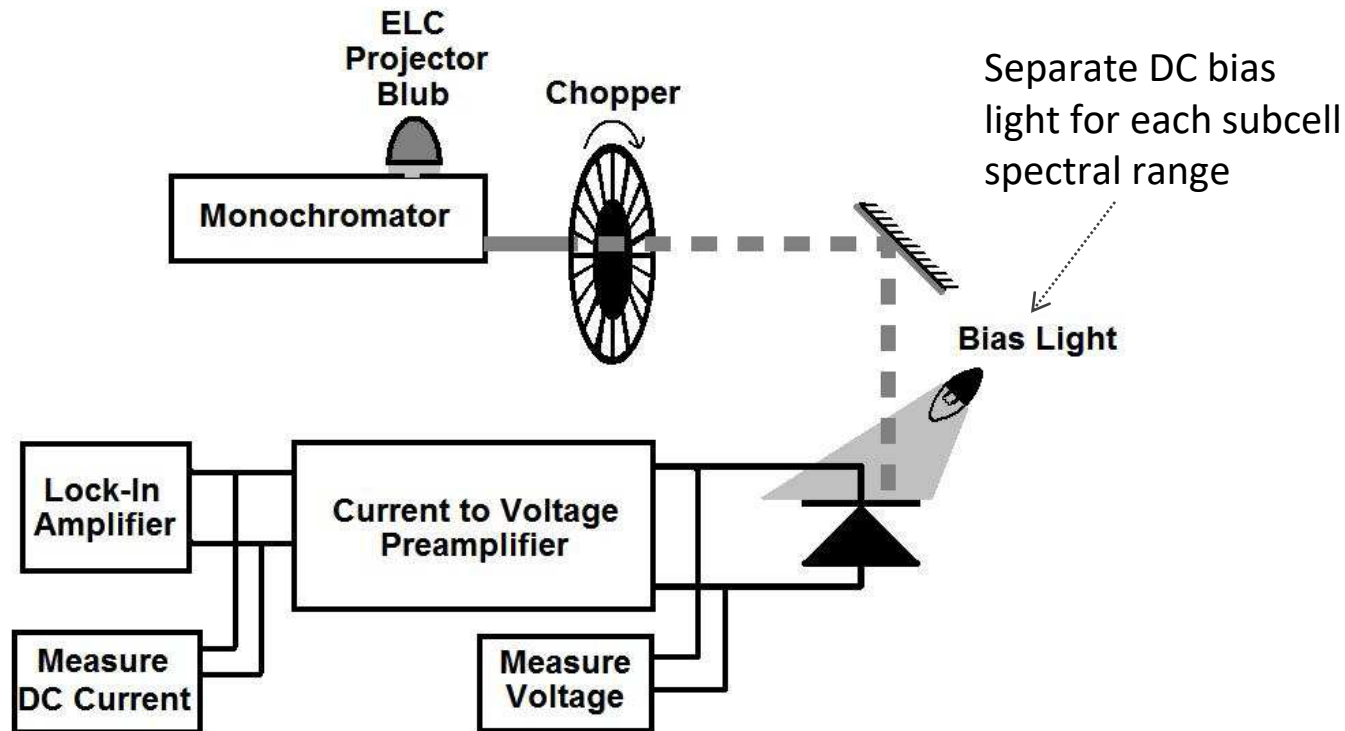 ELC
Projector
Blub
Chopper
Separate DC bias
light for each subcell
spectral range
Monochromator
Bias Light
Lock-In
Amplifier
Current to Voltage
Preamplifier
Measure
DC Current
Measure
Voltage